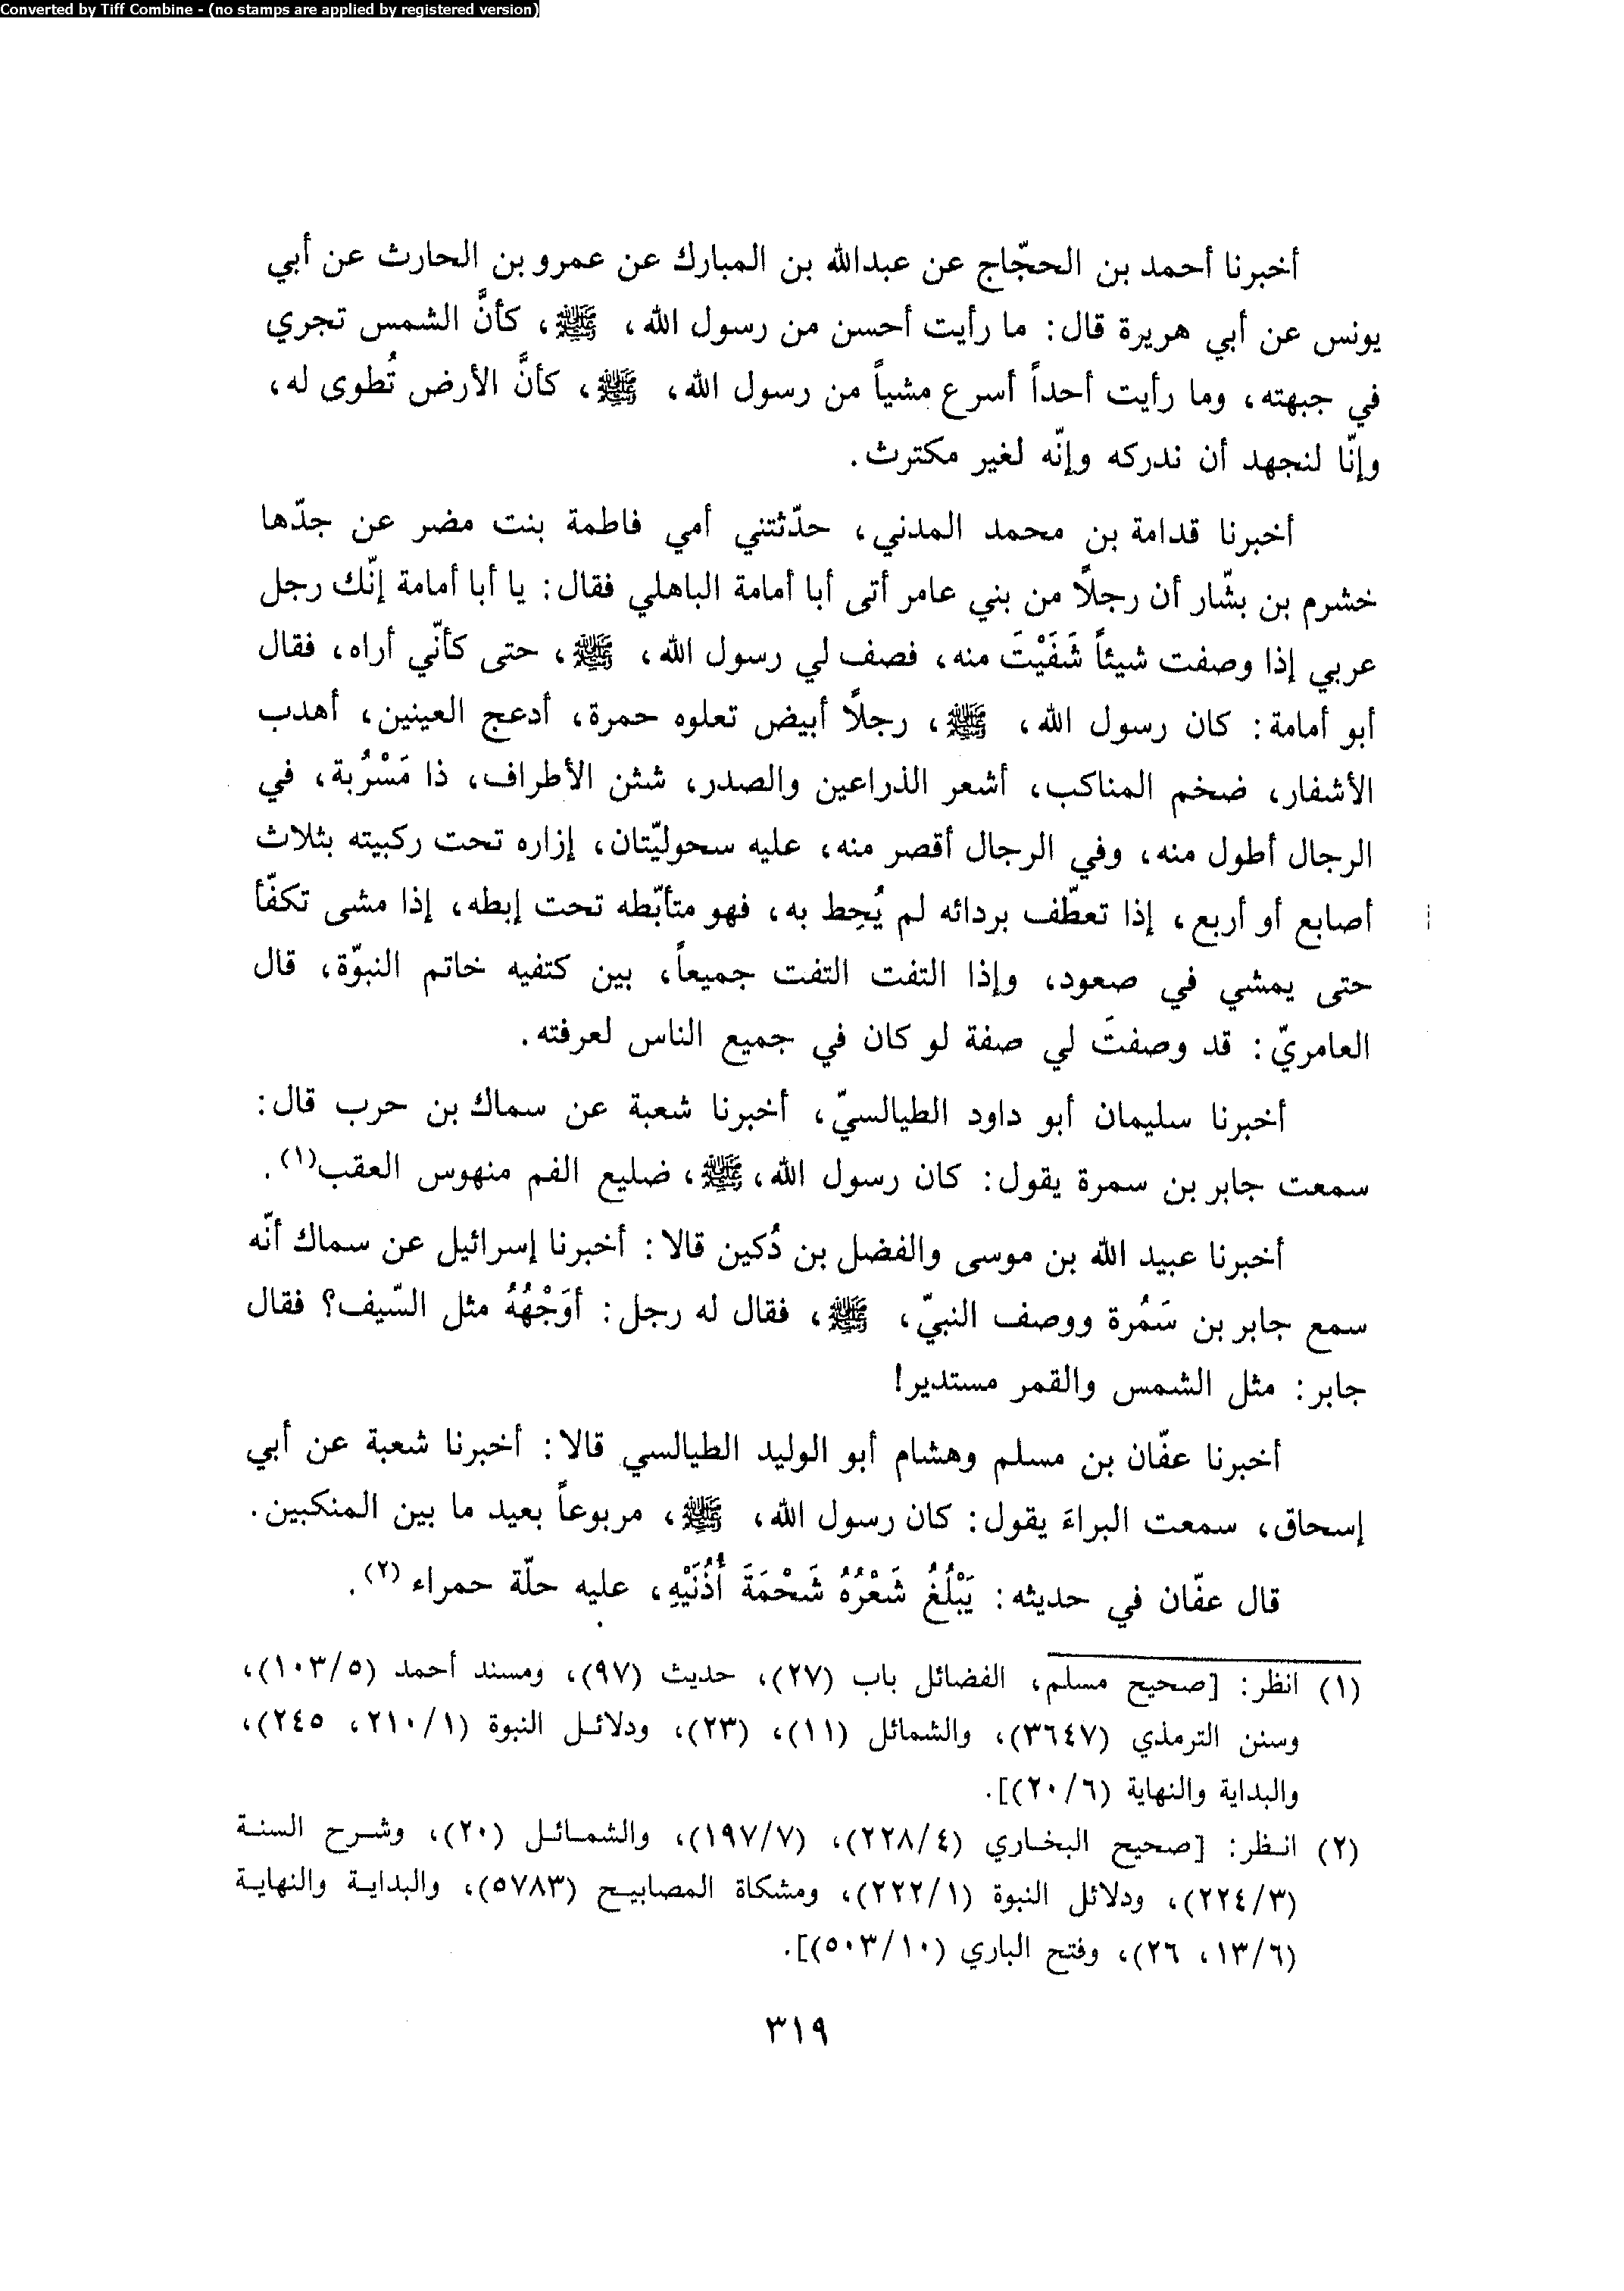 Converted by Tiff Combine - (no stamps are applied by registered version)
أخبرنا أحمد بن الحجّاج عن عبدالله بن المبارك عن عمرو بن الحارث عن أبي
يونس عن أبي هريرة قال: ما رأيت أحسن من رسول الله، ﷺ، كأنَّ الشمس تجري
في جبهته، وما رأيت أحداً أسرع مشياً من رسول الله، ﷺ، كأنَّ الأرض تُطوى له،
وإنّا لنجهد أن ندركه وإنّه لغير مكترث.
أخبرنا قدامة بن محمد المدني، حدّثتني أمي فاطمة بنت مضر عن جدّها
خشرم بن بشّار أن رجلاً من بني عامر أتى أبا أمامة الباهلي فقال: يا أبا أمامة إنّك رجل
عربي إذا وصفت شيئاً شَفَيْتَ منه، فصف لي رسول الله، ﷺ، حتى كأنّي أراه، فقال
أبو أمامة: كان رسول الله، ﷺ، رجلاً أبيض تعلوه حمرة، أدعج العينين، أهدب
الأشفار، ضخم المناكب، أشعر الذراعين والصدر، شثن الأطراف، ذا مَسْرُبة، في
الرجال أطول منه، وفي الرجال أقصر منه، عليه سحوليّتان، إزاره تحت ركبيته بثلاث
أصابع أو أربع، إذا تعطّف بردائه لم يُحِط به، فهو متأبّطه تحت إبطه، إذا مشى تكفّأ
حتى يمشي في صعود، وإذا التفت التفت جميعاً، بين كتفيه خاتم النبوّة، قال
العامريّ: قد وصفتَ لي صفة لو كان في جميع الناس لعرفته.
أخبرنا سليمان أبو داود الطيالسيّ، أخبرنا شعبة عن سماك بن حرب قال:
سمعت جابر بن سمرة يقول: كان رسول الله، ﷺ، ضليع الفم منهوس العقب(١).
أخبرنا عبيد الله بن موسى والفضل بن دُكين قالا: أخبرنا إسرائيل عن سماك أنّه
سمع جابر بن سَمُرة ووصف النبيّ، ﷺ، فقال له رجل: أوَجْهُهُ مثل السّيف؟ فقال
جابر: مثل الشمس والقمر مستدير!
أخبرنا عفّان بن مسلم وهشام أبو الوليد الطيالسي قالا: أخبرنا شعبة عن أبي
إسحاق، سمعت البراءَ يقول: كان رسول الله، ﷺ، مربوعاً بعيد ما بين المنكبين.
قال عفّان في حديثه: يَبْلُغُ شَعْرُهُ شَحْمَةَ أُذُنَيْهِ، عليه حلّة حمراء (٢).
(١) انظر: [صحيح مسلم، الفضائل باب (٢٧)، حديث (٩٧)، ومسند أحمد (١٠٣/٥)،
وسنن الترمذي (٣٦٤٧)، والشمائل (١١)، (٢٣)، ودلائل النبوة (٢١٠/١، ٢٤٥)،
والبداية والنهاية (٢٠/٦)].
(٢) انظر: [صحيح البخاري (٢٢٨/٤)، (١٩٧/٧)، والشمائل (٢٠)، وشرح السنة
(٢٢٤/٣)، ودلائل النبوة (٢٢٢/١)، ومشكاة المصابيح (٥٧٨٣)، والبداية والنهاية
(١٣/٦، ٢٦)، وفتح الباري (٥٠٣/١٠)].
٣١٩